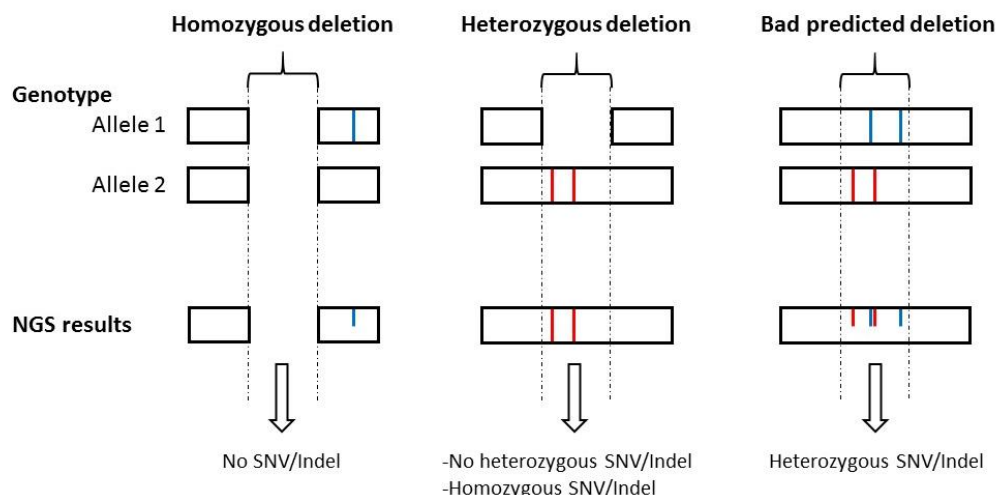 Homozygous deletion Heterozygous deletion Bad predicted deletion
Genotype
Allele 1
Allele 2
NGS results
No SNV/Indel
-No heterozygous SNV/Indel
-Homozygous SNV/Indel
Heterozygous SNV/Indel